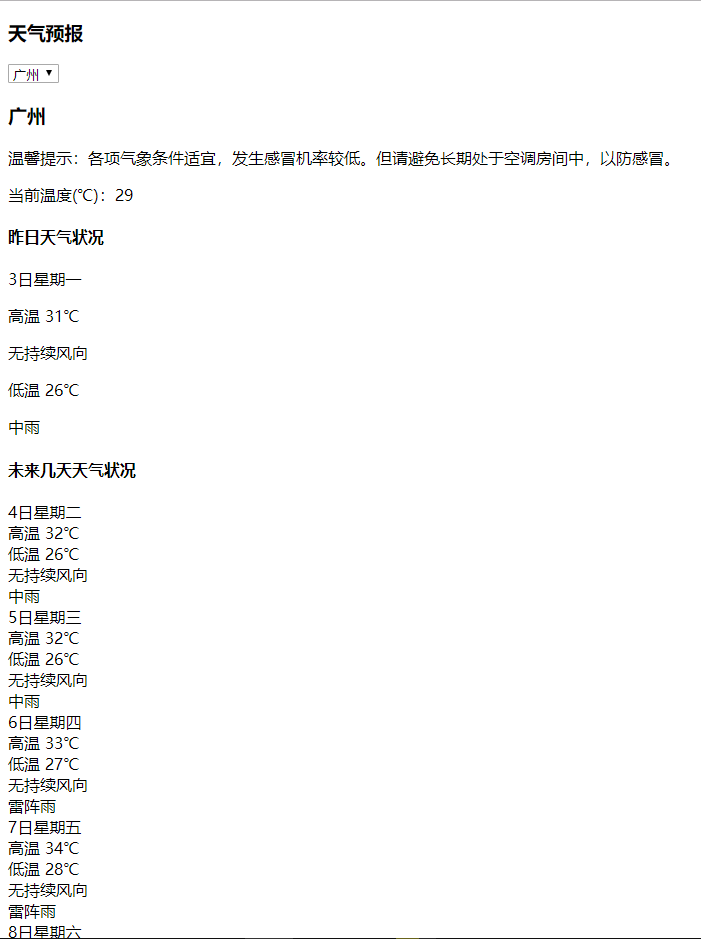 天气预报
广州
广州
温馨提示：各项气象条件适宜，发生感冒机率较低。但请避免长期处于空调房间中，以防感冒。
当前温度(℃)：29
昨日天气状况
3日星期一
高温 31℃
无持续风向
低温 26℃
中雨
未来几天天气状况
4日星期二
高温 32℃
低温 26℃
无持续风向
中雨
5日星期三
高温 32℃
低温 26℃
无持续风向
中雨
6日星期四
高温 33℃
低温 27℃
无持续风向
雷阵雨
7日星期五
高温 34℃
低温 28℃
无持续风向
雷阵雨
8日星期六